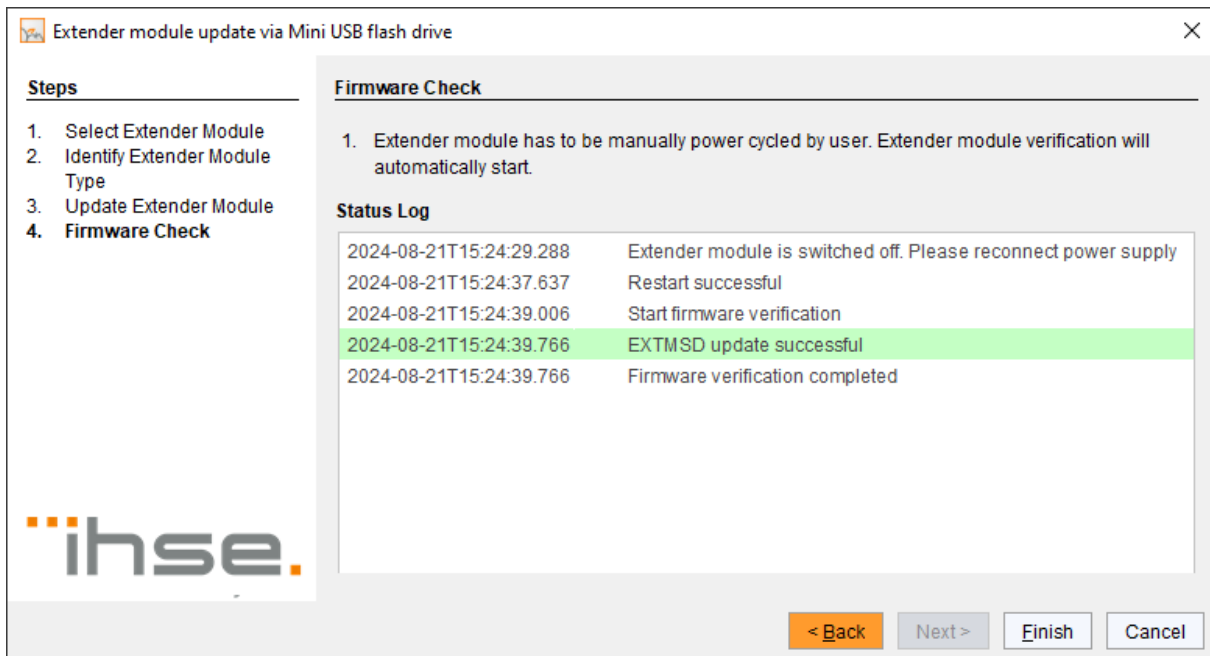 Extender module update via Mini USB flash drive
Steps
1. Select Extender Module
2. Identify Extender Module
Type
3. Update Extender Module
4. Firmware Check
Firmware Check
1. Extender module has to be manually power cycled by user. Extender module verification will
automatically start.
Status Log
2024-08-21T15:24:29.288 Extender module is switched off. Please reconnect power supply
2024-08-21T15:24:37.637 Restart successful
2024-08-21T15:24:39.006 Start firmware verification
2024-08-21T15:24:39.766 EXTMSD update successful
2024-08-21T15:24:39.766 Firmware verification completed
ihse.
< Back Next > Finish Cancel